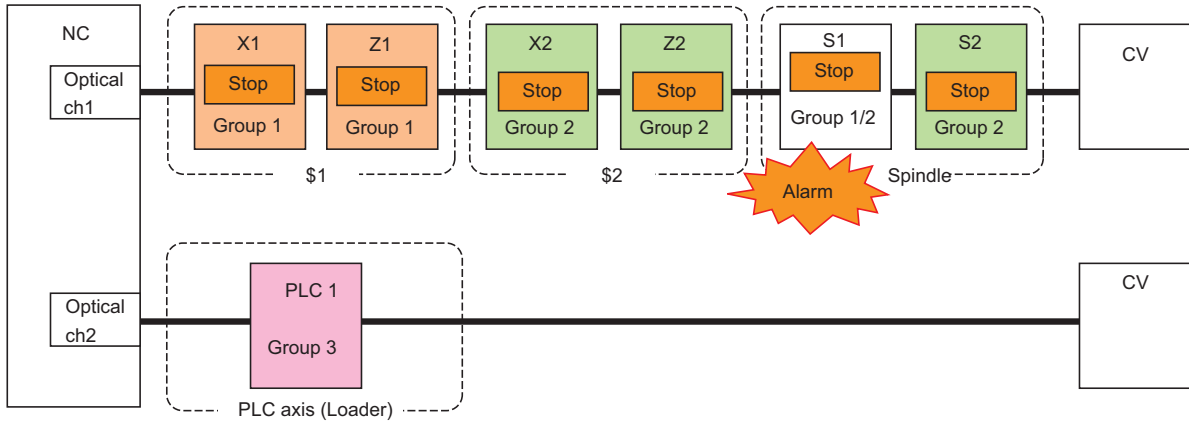 NC
Optical
ch1
X1
Stop
Group 1
Z1
Stop
Group 1
$1
X2
Stop
Group 2
Z2
Stop
Group 2
$2
S1
Stop
Group 1/2
S2
Stop
Group 2
Alarm
Spindle
CV
Optical
ch2
PLC 1
Group 3
PLC axis (Loader)
CV